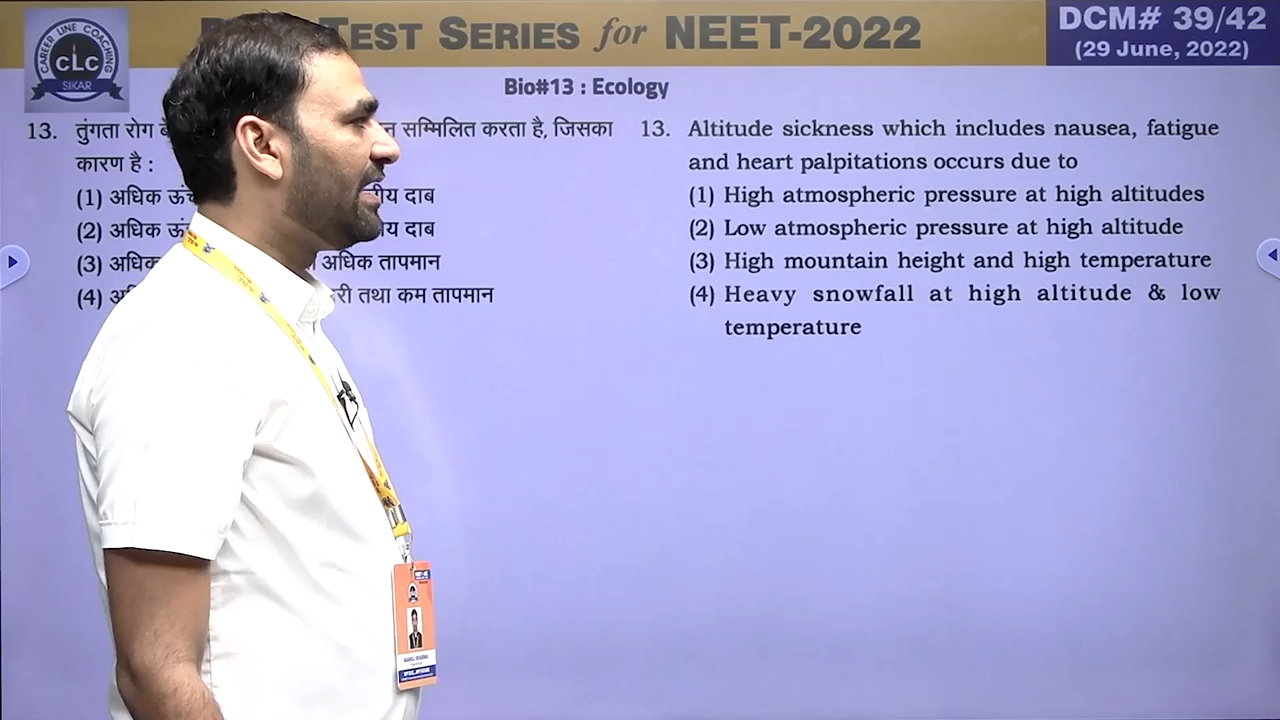 TEST SERIES for NEET-2022
DCM# 39/42
(29 June, 2022)
CAREER LINE COACHING
CLC
SIKAR
Bio#13 : Ecology
13. तुंगता रोग सम्मिलित करता है, जिसका
कारण है :
(1) अधिक दाब
(2) अधिक दाब
(3) अधिक अधिक तापमान
(4) तथा कम तापमान
13. Altitude sickness which includes nausea, fatigue
and heart palpitations occurs due to
(1) High atmospheric pressure at high altitudes
(2) Low atmospheric pressure at high altitude
(3) High mountain height and high temperature
(4) Heavy snowfall at high altitude & low
temperature